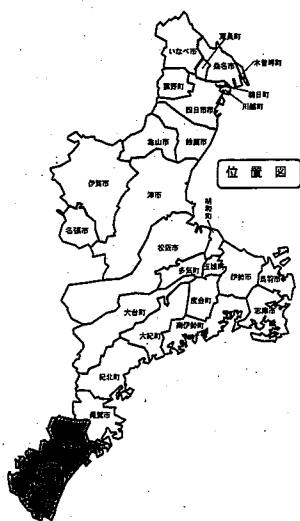 東員町
いなべ市
桑名市
木曽岬町
菰野町
朝日町
川越町
四日市市
亀山市
鈴鹿市
伊賀市
津市
位置図
名張市
明和町
松阪市
多気町
玉城町
伊勢市
鳥羽市
度会町
大台町
志摩市
南伊勢町
大紀町
紀北町
尾鷲市